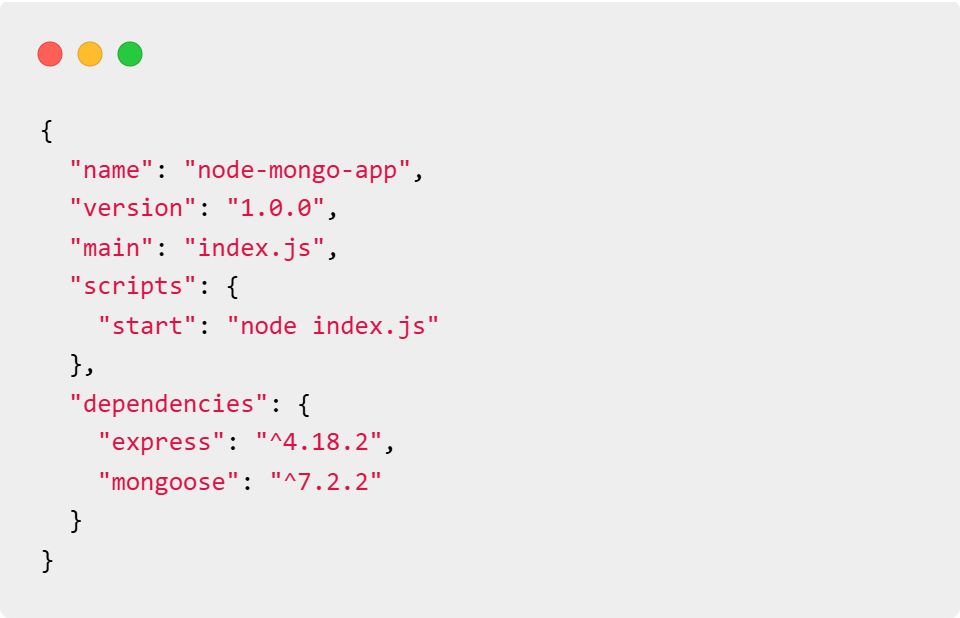 {
  "name": "node-mongo-app",
  "version": "1.0.0",
  "main": "index.js",
  "scripts": {
    "start": "node index.js"
  },
  "dependencies": {
    "express": "^4.18.2",
    "mongoose": "^7.2.2"
  }
}